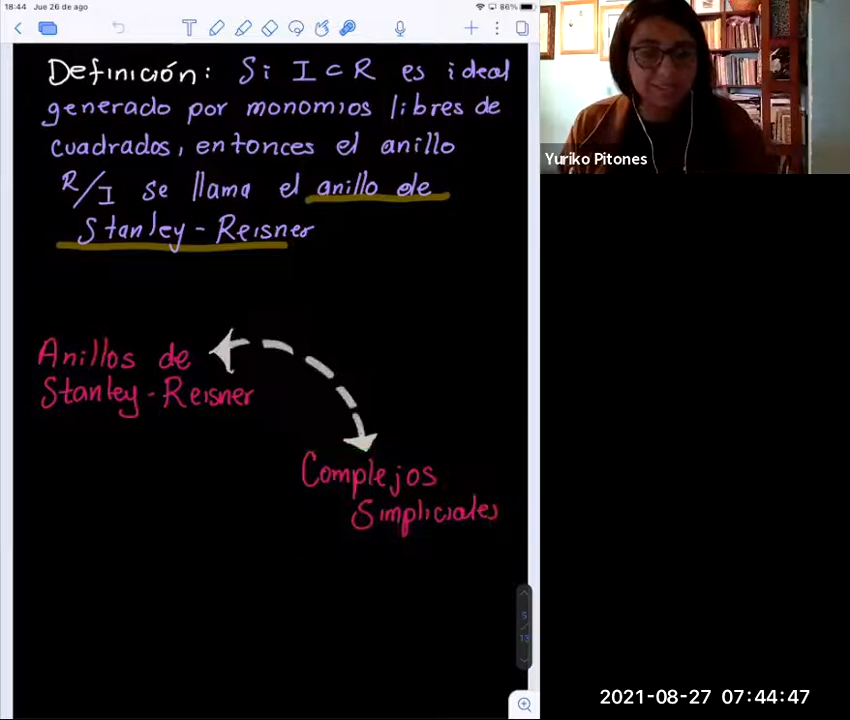 18:44 Jue 26 de ago
86%
Definición: Si I ⊂ R es ideal
generado por monomios libres de
cuadrados, entonces el anillo
R/I se llama el anillo de
Stanley-Reisner
Anillos de
Stanley-Reisner
Complejos
Simpliciales
5
/
13
Yuriko Pitones
2021-08-27 07:44:47